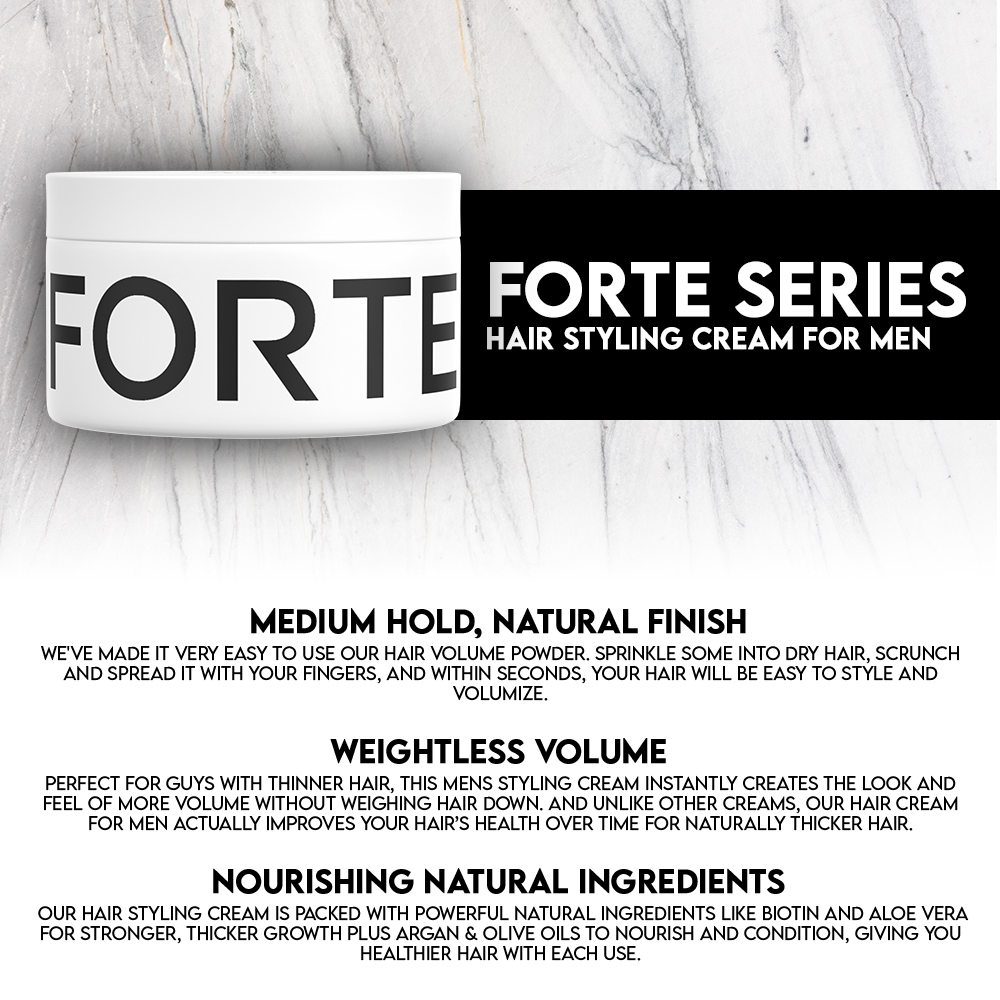 FORTE
FORTE SERIES
HAIR STYLING CREAM FOR MEN
MEDIUM HOLD, NATURAL FINISH
WE'VE MADE IT VERY EASY TO USE OUR HAIR VOLUME POWDER. SPRINKLE SOME INTO DRY HAIR, SCRUNCH
AND SPREAD IT WITH YOUR FINGERS, AND WITHIN SECONDS, YOUR HAIR WILL BE EASY TO STYLE AND
VOLUMIZE.
WEIGHTLESS VOLUME
PERFECT FOR GUYS WITH THINNER HAIR, THIS MENS STYLING CREAM INSTANTLY CREATES THE LOOK AND
FEEL OF MORE VOLUME WITHOUT WEIGHING HAIR DOWN. AND UNLIKE OTHER CREAMS, OUR HAIR CREAM
FOR MEN ACTUALLY IMPROVES YOUR HAIR’S HEALTH OVER TIME FOR NATURALLY THICKER HAIR.
NOURISHING NATURAL INGREDIENTS
OUR HAIR STYLING CREAM IS PACKED WITH POWERFUL NATURAL INGREDIENTS LIKE BIOTIN AND ALOE VERA
FOR STRONGER, THICKER GROWTH PLUS ARGAN & OLIVE OILS TO NOURISH AND CONDITION, GIVING YOU
HEALTHIER HAIR WITH EACH USE.